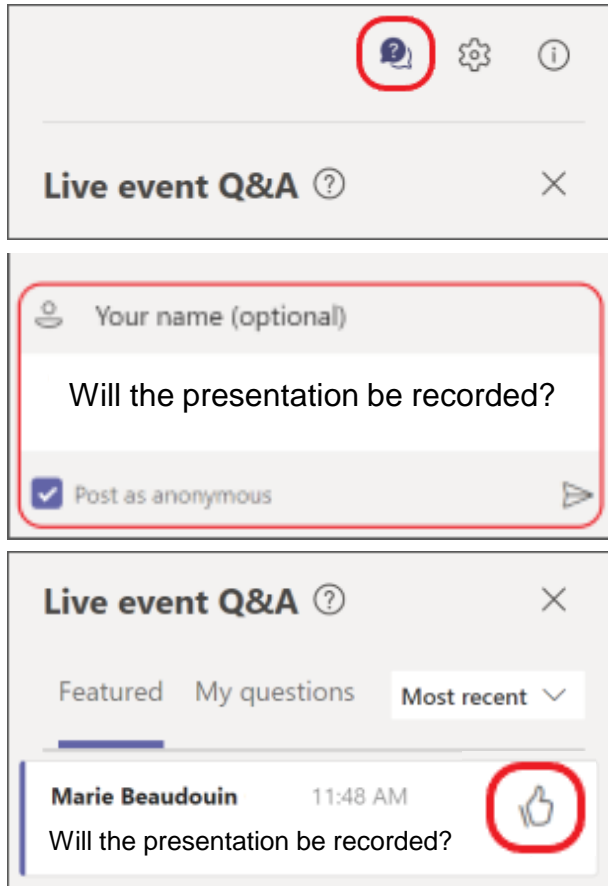 Live event Q&A
Your name (optional)
Will the presentation be recorded?
Post as anonymous
Live event Q&A
Featured My questions Most recent
Marie Beaudouin 11:48 AM
Will the presentation be recorded?